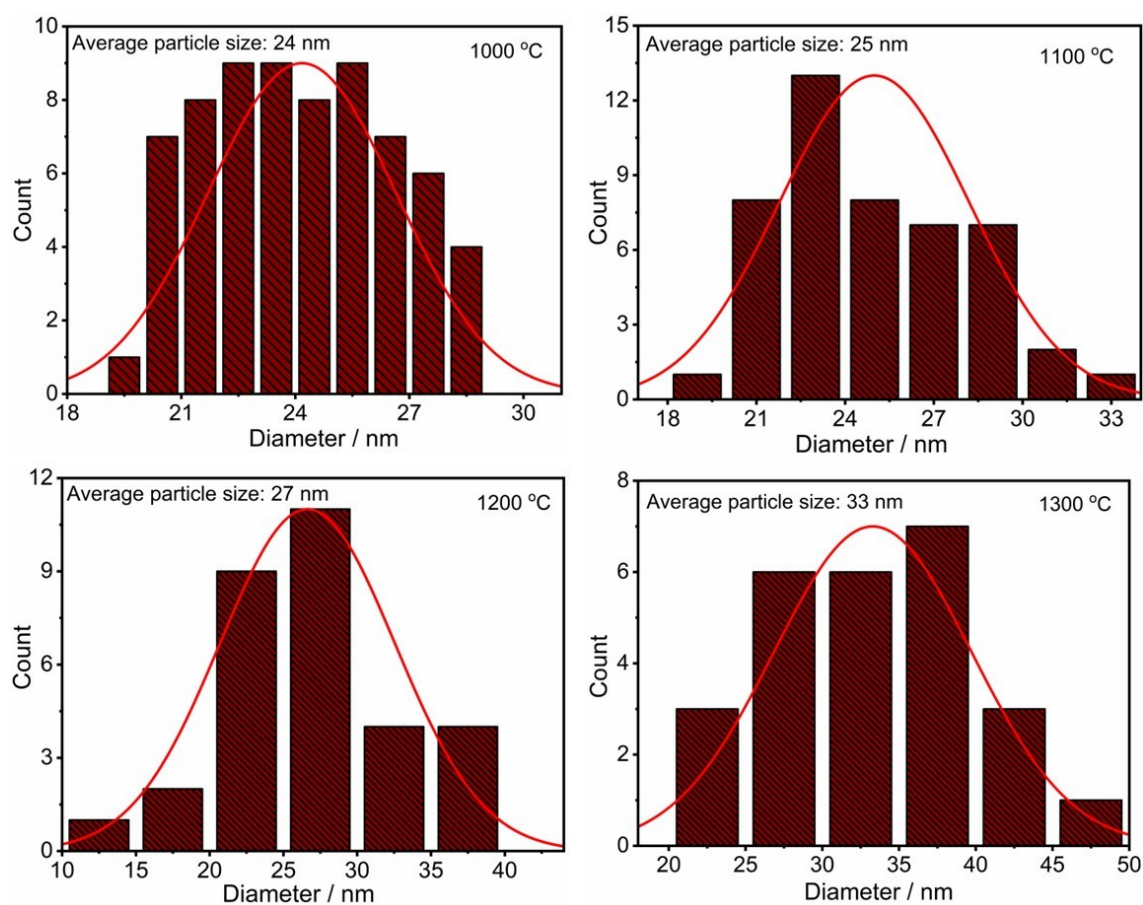 Average particle size: 24 nm
1000 °C
10
8
6
4
2
0
Count
18
21
24
27
30
Diameter / nm
Average particle size: 25 nm
1100 °C
15
12
9
6
3
0
Count
18
21
24
27
30
33
Diameter / nm
Average particle size: 27 nm
1200 °C
12
9
6
3
0
Count
10
15
20
25
30
35
40
Diameter / nm
Average particle size: 33 nm
1300 °C
8
6
4
2
0
Count
20
25
30
35
40
45
50
Diameter / nm